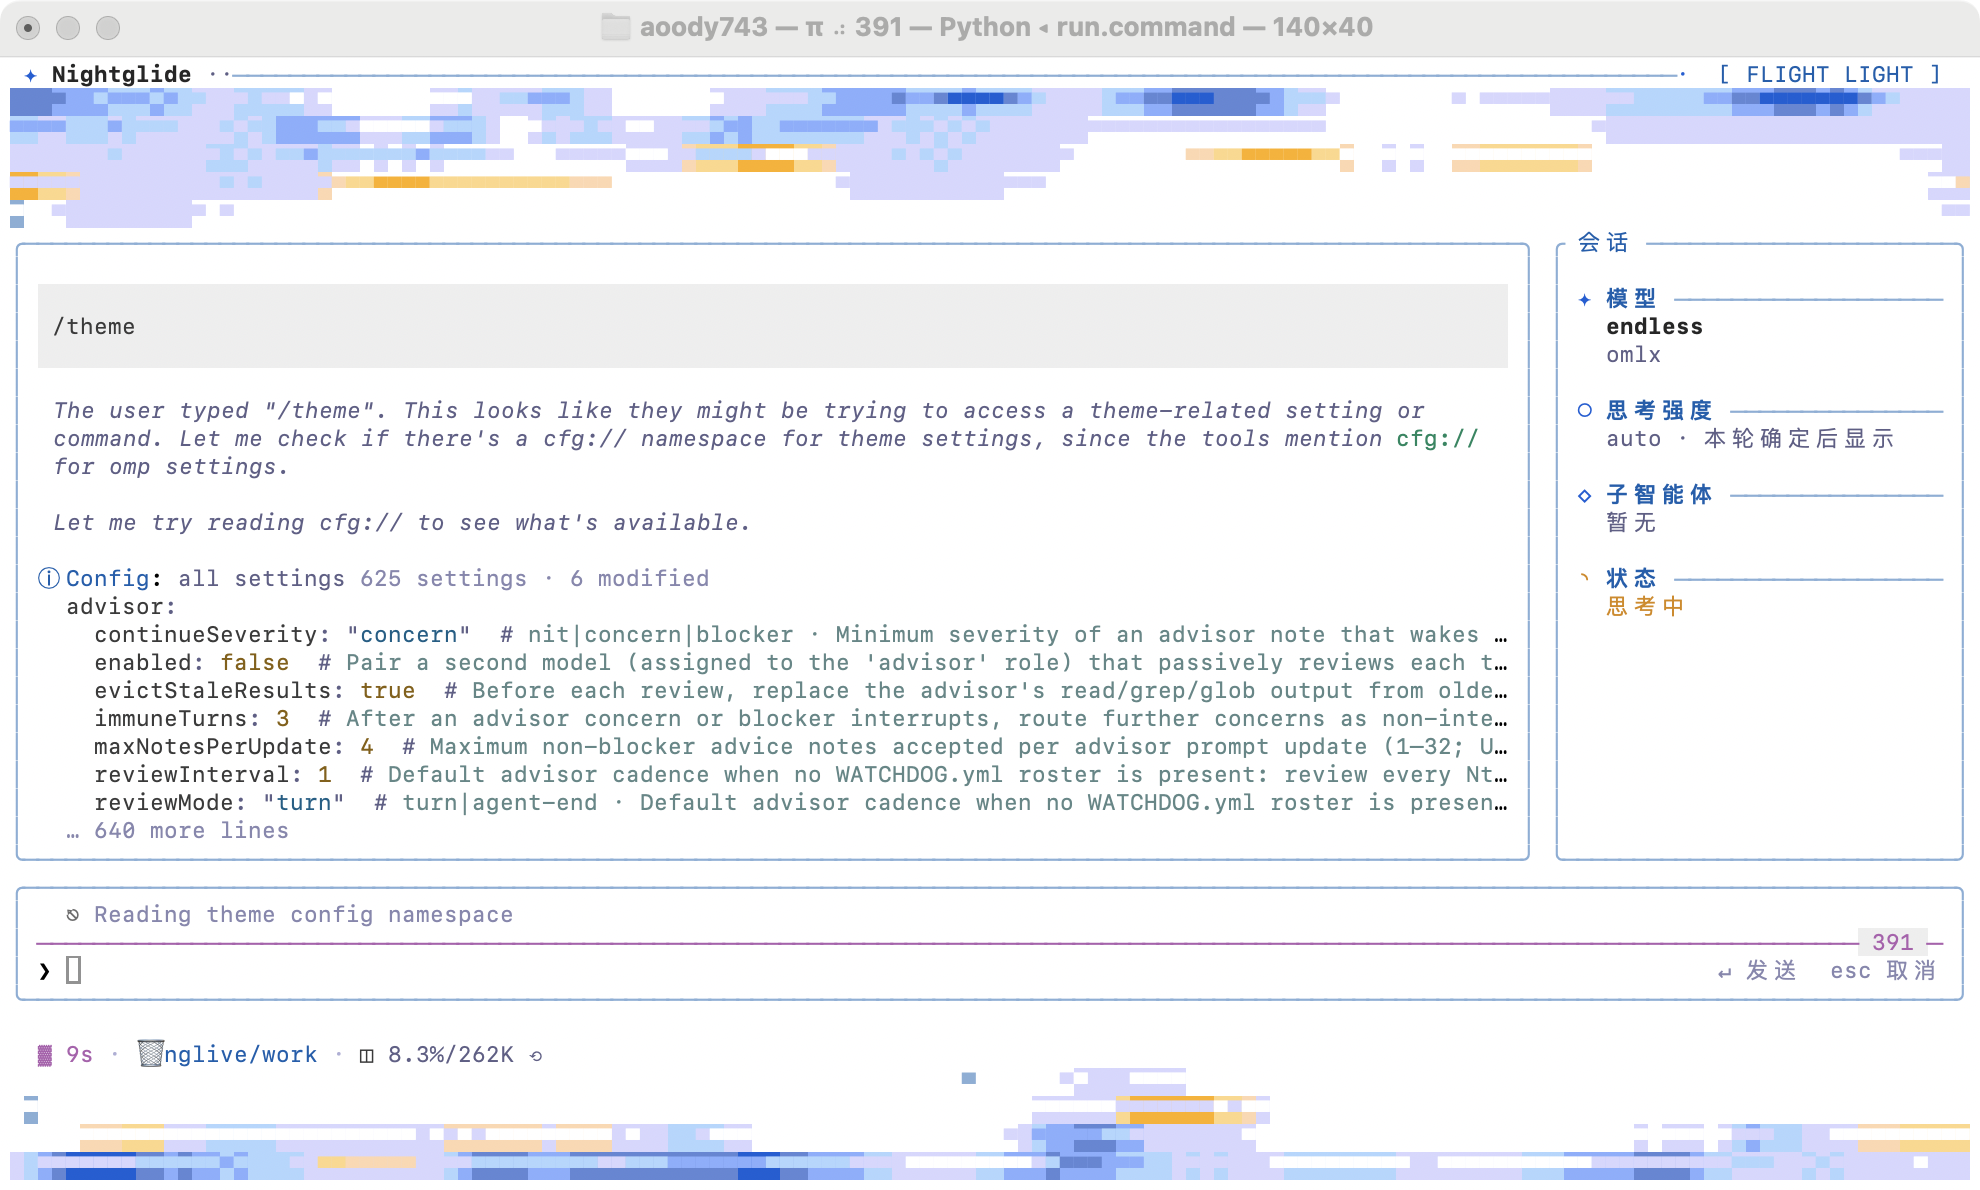 aoody743 — π ⠴ 391 — Python ◂ run.command — 140×40
✦ Nightglide ·· · [ FLIGHT LIGHT ]
/theme
The user typed "/theme". This looks like they might be trying to access a theme-related setting or
command. Let me check if there's a cfg:// namespace for theme settings, since the tools mention cfg://
for omp settings.
Let me try reading cfg:// to see what's available.
ⓘ Config: all settings 625 settings · 6 modified
advisor:
continueSeverity: "concern" # nit|concern|blocker · Minimum severity of an advisor note that wakes …
enabled: false # Pair a second model (assigned to the 'advisor' role) that passively reviews each t…
evictStaleResults: true # Before each review, replace the advisor's read/grep/glob output from olde…
immuneTurns: 3 # After an advisor concern or blocker interrupts, route further concerns as non-inte…
maxNotesPerUpdate: 4 # Maximum non-blocker advice notes accepted per advisor prompt update (1–32; U…
reviewInterval: 1 # Default advisor cadence when no WATCHDOG.yml roster is present: review every Nt…
reviewMode: "turn" # turn|agent-end · Default advisor cadence when no WATCHDOG.yml roster is presen…
… 640 more lines
会话
✦ 模型
endless
omlx
○ 思考强度
auto · 本轮确定后显示
◇ 子智能体
暂无
状态
思考中
Reading theme config namespace
391
❯
↵ 发送 esc 取消
9s · 🗑nglive/work · ◫ 8.3%/262K ⟲